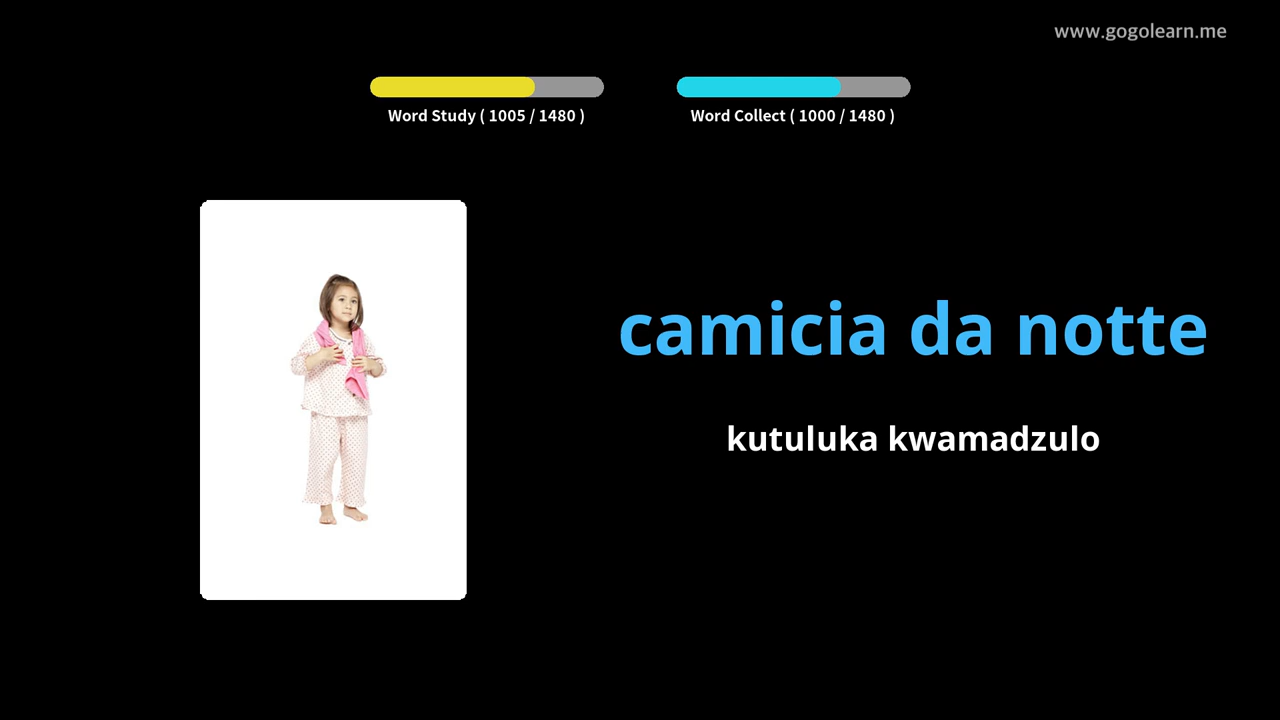 www.gogolearn.me
Word Study ( 1005 / 1480 )
Word Collect ( 1000 / 1480 )
camicia da notte
kutuluka kwamadzulo